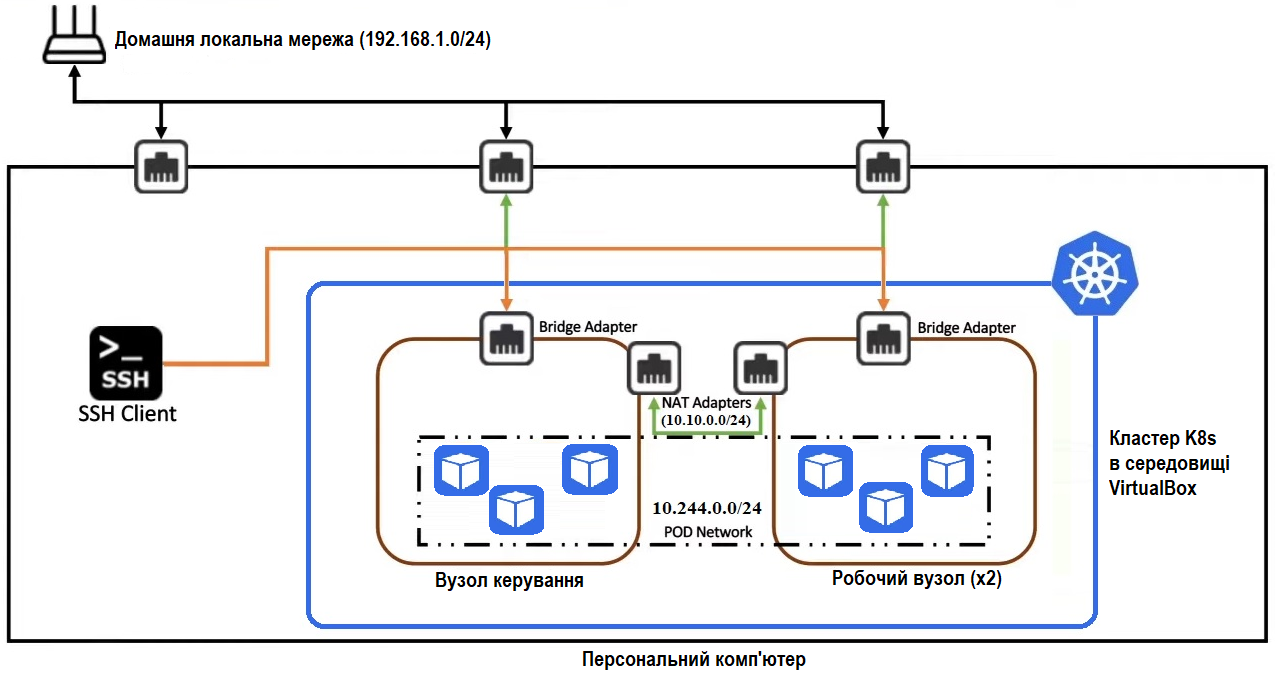 Домашня локальна мережа (192.168.1.0/24)
Bridge Adapter
Bridge Adapter
>_
SSH
SSH Client
NAT Adapters
(10.10.0.0/24)
Кластер K8s
в середовищі
VirtualBox
10.244.0.0/24
POD Network
Вузол керування
Робочий вузол (x2)
Персональний комп'ютер